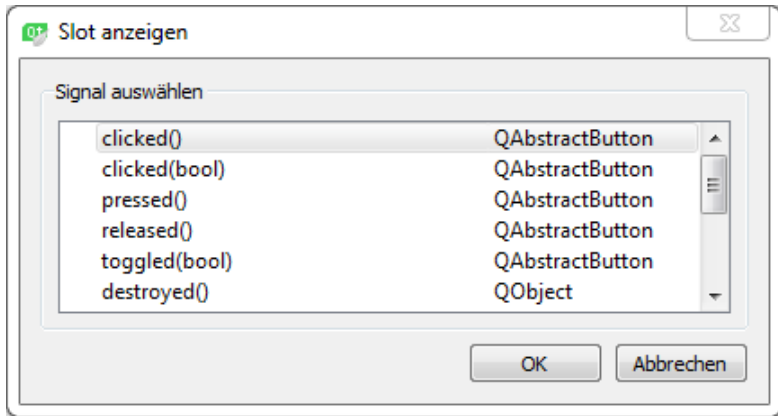 Qt Slot anzeigen
Signal auswählen
clicked() QAbstractButton
clicked(bool) QAbstractButton
pressed() QAbstractButton
released() QAbstractButton
toggled(bool) QAbstractButton
destroyed() QObject
OK Abbrechen